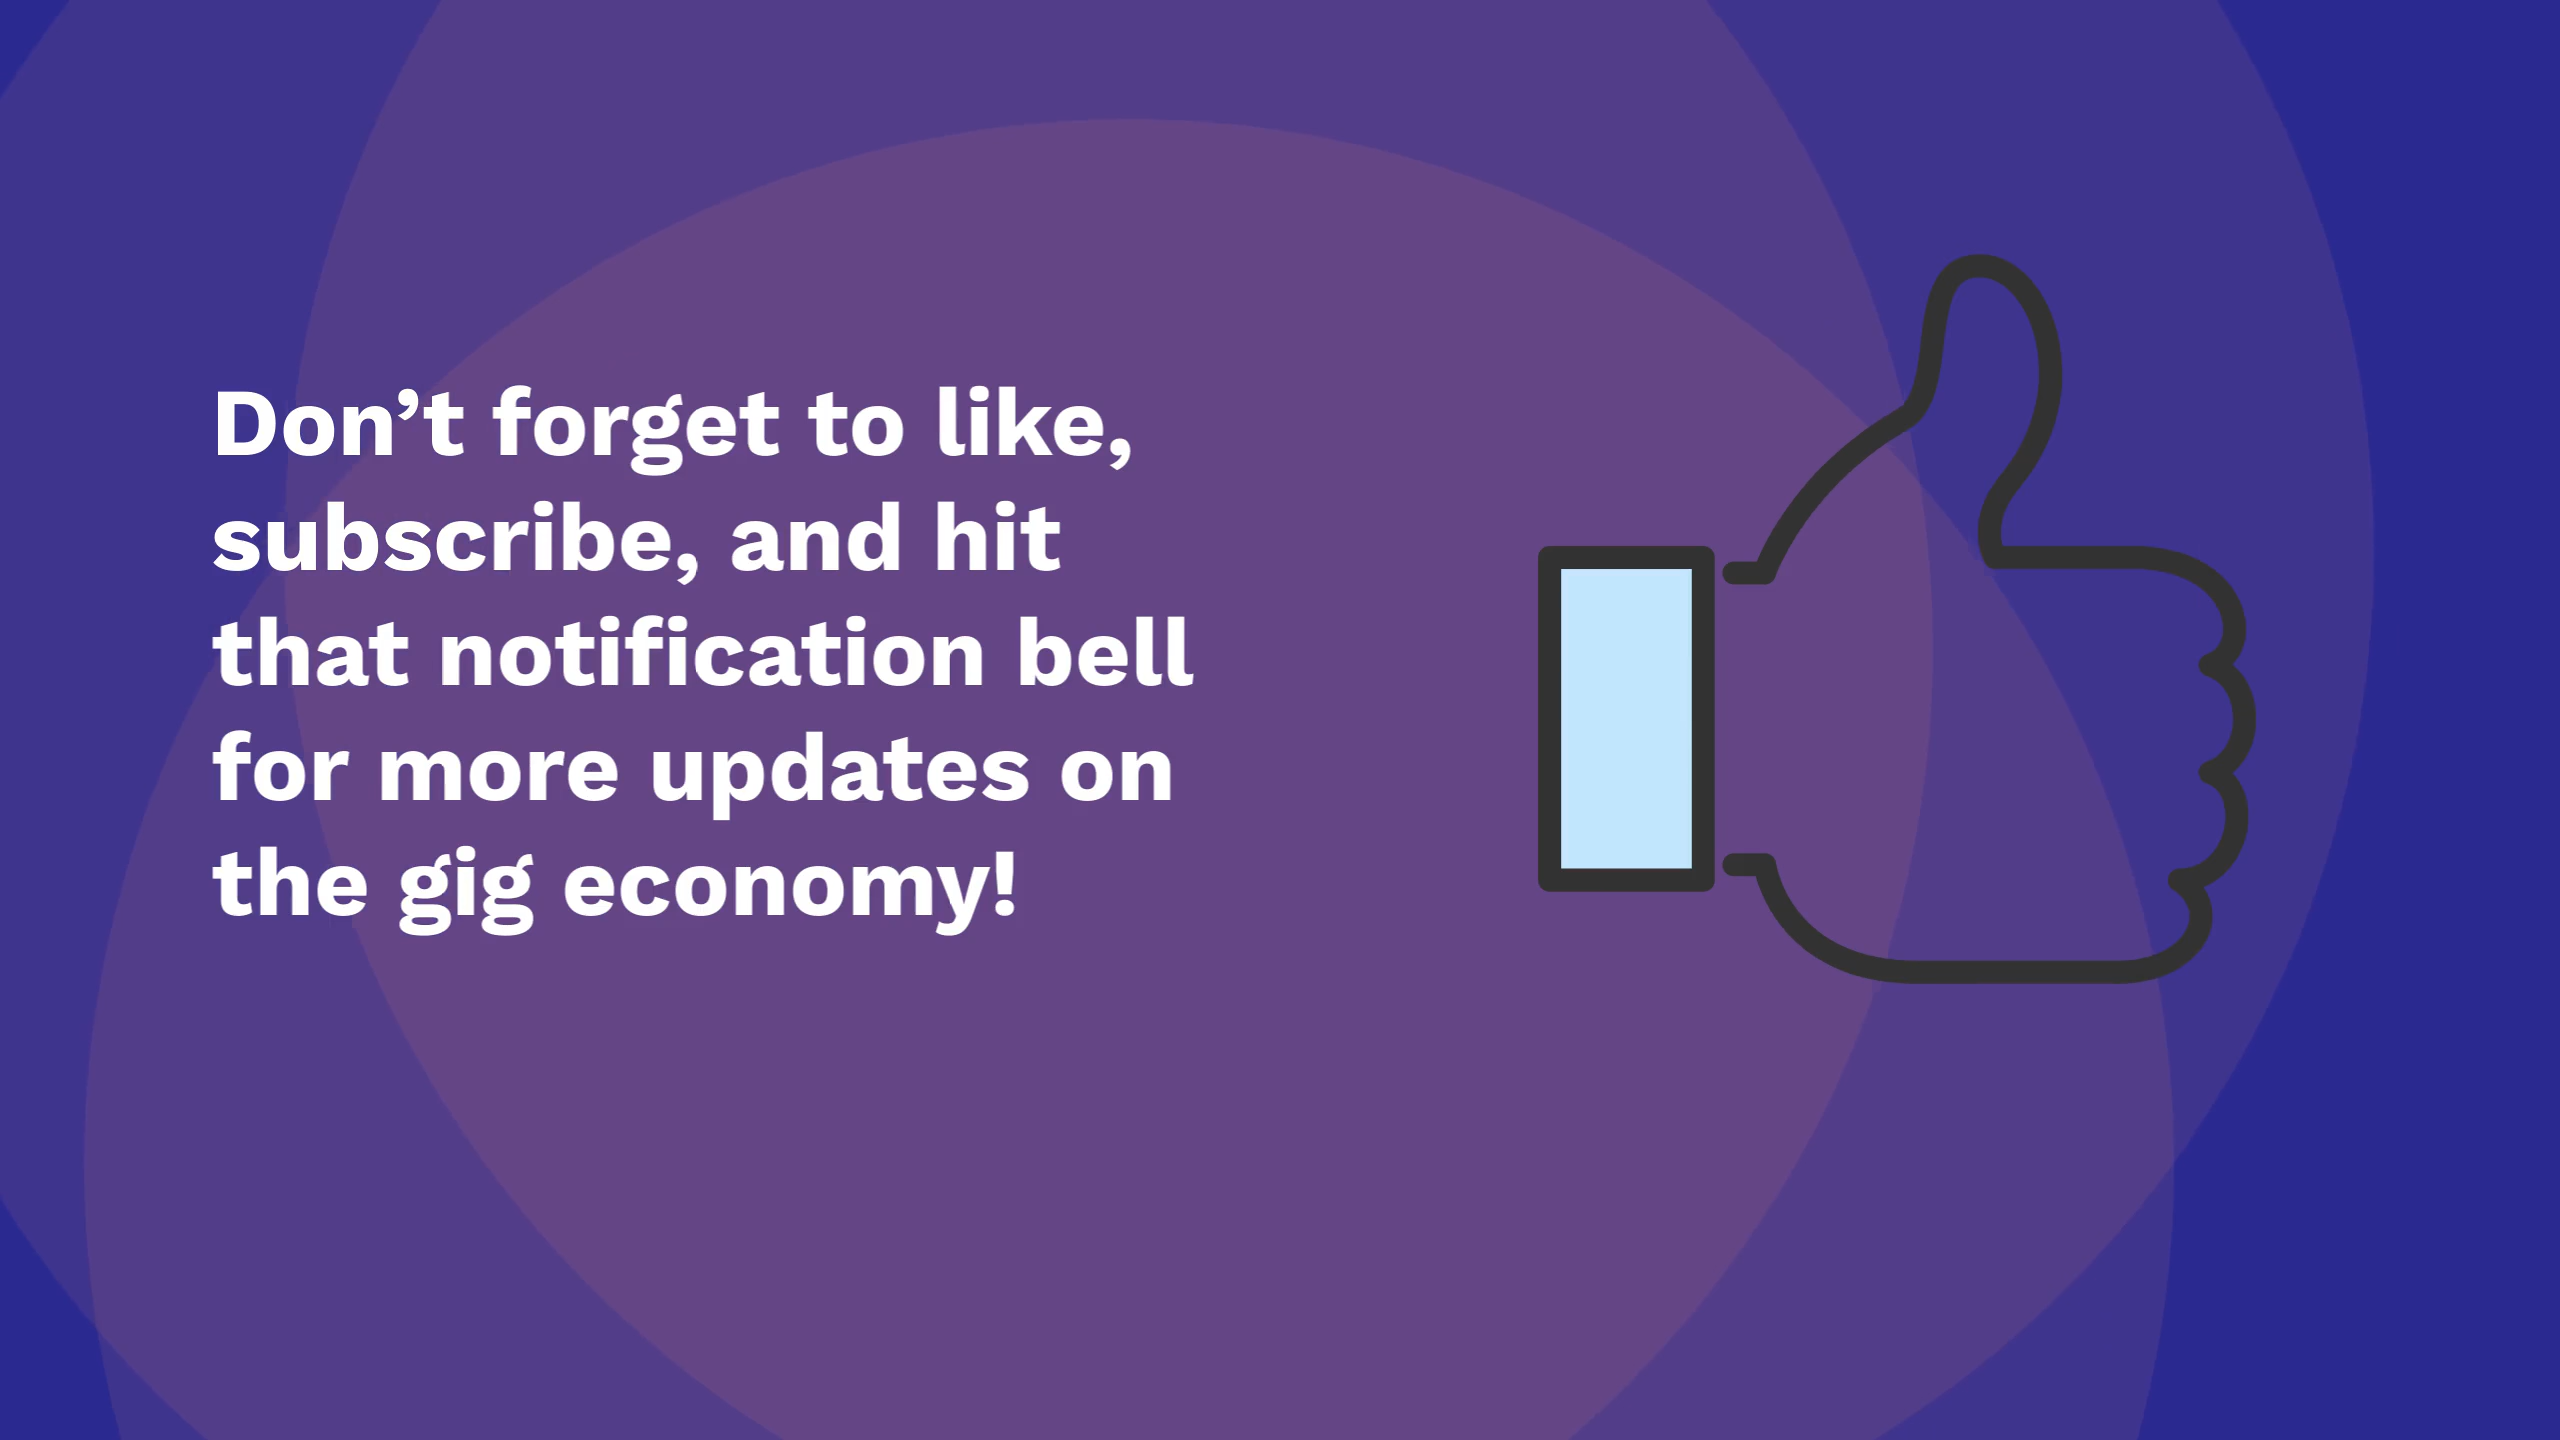 Don’t forget to like,
subscribe, and hit
that notification bell
for more updates on
the gig economy!